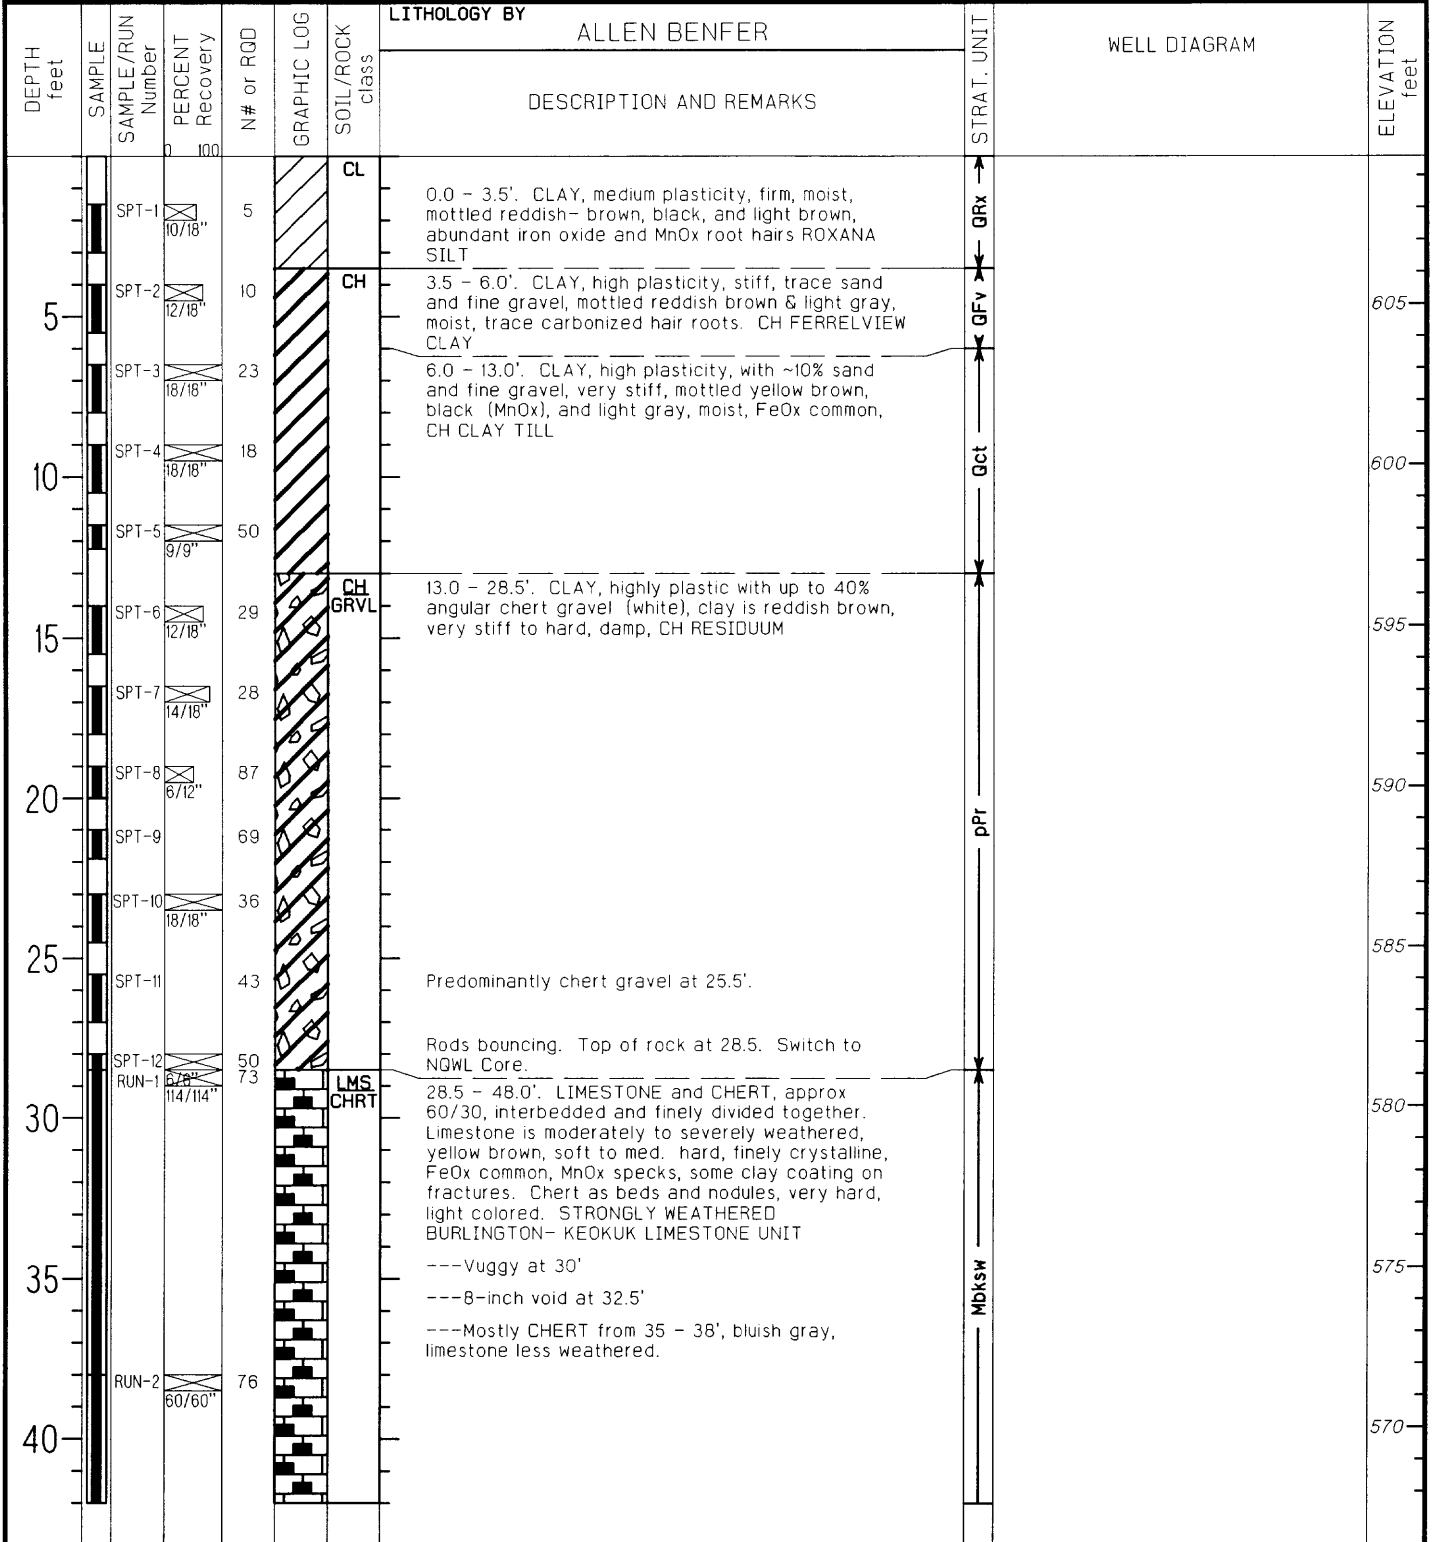 LITHOLOGY BY
ALLEN BENFER
DEPTH
feet
SAMPLE
SAMPLE/RUN
Number
PERCENT
Recovery
0 100
N# or RQD
GRAPHIC LOG
SOIL/ROCK
class
DESCRIPTION AND REMARKS
STRAT. UNIT
WELL DIAGRAM
ELEVATION
feet
CL
0.0 - 3.5'. CLAY, medium plasticity, firm, moist,
mottled reddish- brown, black, and light brown,
abundant iron oxide and MnOx root hairs ROXANA
SILT
SPT-1
10/18"
5
QRx
CH
3.5 - 6.0'. CLAY, high plasticity, stiff, trace sand
and fine gravel, mottled reddish brown & light gray,
moist, trace carbonized hair roots. CH FERRELVIEW
CLAY
SPT-2
12/18"
10
5
QFv
605
6.0 - 13.0'. CLAY, high plasticity, with ~10% sand
and fine gravel, very stiff, mottled yellow brown,
black (MnOx), and light gray, moist, FeOx common,
CH CLAY TILL
SPT-3
18/18"
23
SPT-4
18/18"
18
10
Qct
600
SPT-5
9/9"
50
CH
GRVL
13.0 - 28.5'. CLAY, highly plastic with up to 40%
angular chert gravel (white), clay is reddish brown,
very stiff to hard, damp, CH RESIDUUM
SPT-6
12/18"
29
15
595
SPT-7
14/18"
28
SPT-8
6/12"
87
20
590
SPT-9
69
pPr
SPT-10
18/18"
36
25
585
SPT-11
43
Predominantly chert gravel at 25.5'.
Rods bouncing. Top of rock at 28.5. Switch to
NQWL Core.
SPT-12
6/6"
50
RUN-1
114/114"
73
LMS
CHRT
28.5 - 48.0'. LIMESTONE and CHERT, approx
60/30, interbedded and finely divided together.
Limestone is moderately to severely weathered,
yellow brown, soft to med. hard, finely crystalline,
FeOx common, MnOx specks, some clay coating on
fractures. Chert as beds and nodules, very hard,
light colored. STRONGLY WEATHERED
BURLINGTON- KEOKUK LIMESTONE UNIT
30
580
---Vuggy at 30'
---8-inch void at 32.5'
---Mostly CHERT from 35 - 38', bluish gray,
limestone less weathered.
35
Mbksw
575
RUN-2
60/60"
76
40
570